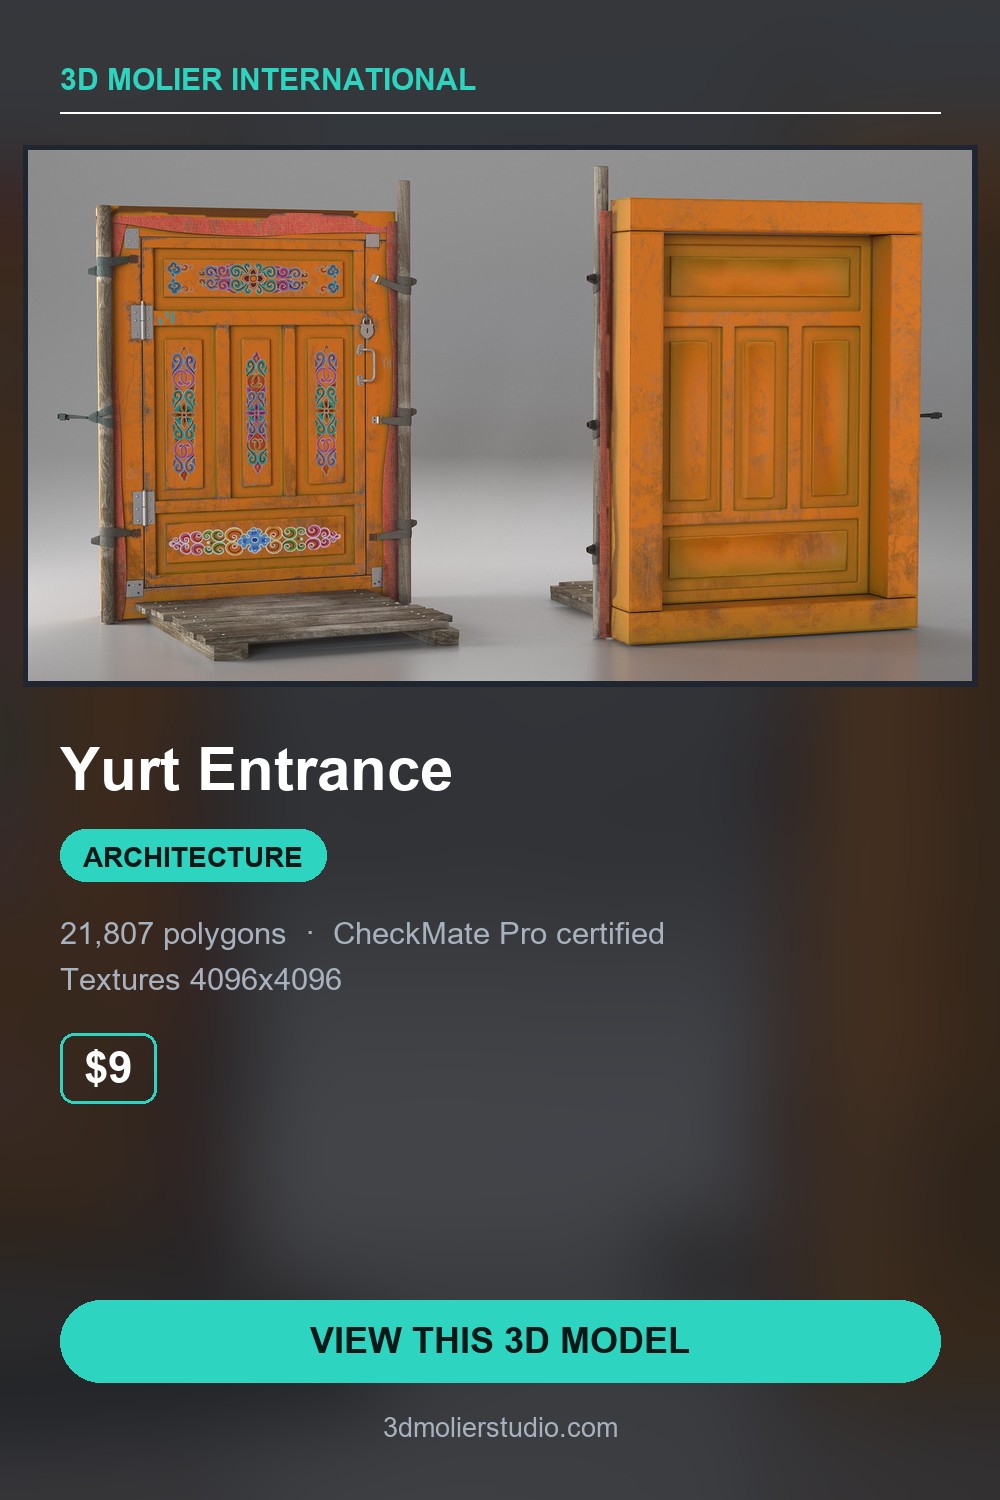 3D MOLIER INTERNATIONAL
Yurt Entrance
ARCHITECTURE
21,807 polygons · CheckMate Pro certified
Textures 4096x4096
$9
VIEW THIS 3D MODEL
3dmolierstudio.com